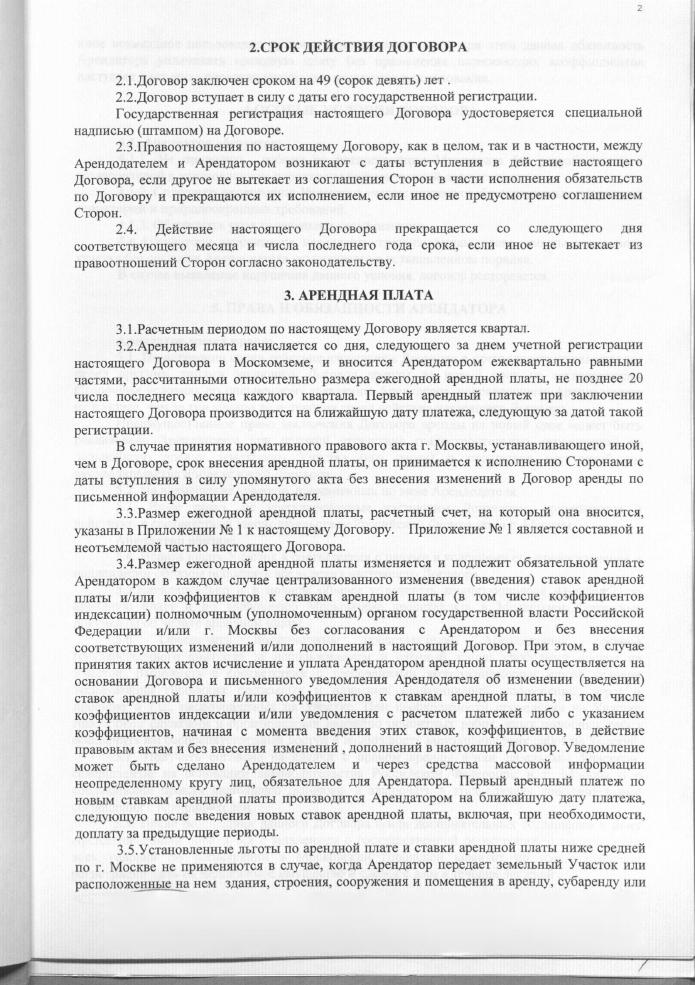 2
2.СРОК ДЕЙСТВИЯ ДОГОВОРА
2.1.Договор заключен сроком на 49 (сорок девять) лет .
2.2.Договор вступает в силу с даты его государственной регистрации.
Государственная регистрация настоящего Договора удостоверяется специальной
надписью (штампом) на Договоре.
2.3.Правоотношения по настоящему Договору, как в целом, так и в частности, между
Арендодателем и Арендатором возникают с даты вступления в действие настоящего
Договора, если другое не вытекает из соглашения Сторон в части исполнения обязательств
по Договору и прекращаются их исполнением, если иное не предусмотрено соглашением
Сторон.
2.4. Действие настоящего Договора прекращается со следующего дня
соответствующего месяца и числа последнего года срока, если иное не вытекает из
правоотношений Сторон согласно законодательству.
3. АРЕНДНАЯ ПЛАТА
3.1.Расчетным периодом по настоящему Договору является квартал.
3.2.Арендная плата начисляется со дня, следующего за днем учетной регистрации
настоящего Договора в Москомземе, и вносится Арендатором ежеквартально равными
частями, рассчитанными относительно размера ежегодной арендной платы, не позднее 20
числа последнего месяца каждого квартала. Первый арендный платеж при заключении
настоящего Договора производится на ближайшую дату платежа, следующую за датой такой
регистрации.
В случае принятия нормативного правового акта г. Москвы, устанавливающего иной,
чем в Договоре, срок внесения арендной платы, он принимается к исполнению Сторонами с
даты вступления в силу упомянутого акта без внесения изменений в Договор аренды по
письменной информации Арендодателя.
3.3.Размер ежегодной арендной платы, расчетный счет, на который она вносится,
указаны в Приложении № 1 к настоящему Договору. Приложение № 1 является составной и
неотъемлемой частью настоящего Договора.
3.4.Размер ежегодной арендной платы изменяется и подлежит обязательной уплате
Арендатором в каждом случае централизованного изменения (введения) ставок арендной
платы и/или коэффициентов к ставкам арендной платы (в том числе коэффициентов
индексации) полномочным (уполномоченным) органом государственной власти Российской
Федерации и/или г. Москвы без согласования с Арендатором и без внесения
соответствующих изменений и/или дополнений в настоящий Договор. При этом, в случае
принятия таких актов исчисление и уплата Арендатором арендной платы осуществляется на
основании Договора и письменного уведомления Арендодателя об изменении (введении)
ставок арендной платы и/или коэффициентов к ставкам арендной платы, в том числе
коэффициентов индексации и/или уведомления с расчетом платежей либо с указанием
коэффициентов, начиная с момента введения этих ставок, коэффициентов, в действие
правовым актам и без внесения изменений , дополнений в настоящий Договор. Уведомление
может быть сделано Арендодателем и через средства массовой информации
неопределенному кругу лиц, обязательное для Арендатора. Первый арендный платеж по
новым ставкам арендной платы производится Арендатором на ближайшую дату платежа,
следующую после введения новых ставок арендной платы, включая, при необходимости,
доплату за предыдущие периоды.
3.5.Установленные льготы по арендной плате и ставки арендной платы ниже средней
по г. Москве не применяются в случае, когда Арендатор передает земельный Участок или
расположенные на нем здания, строения, сооружения и помещения в аренду, субаренду или